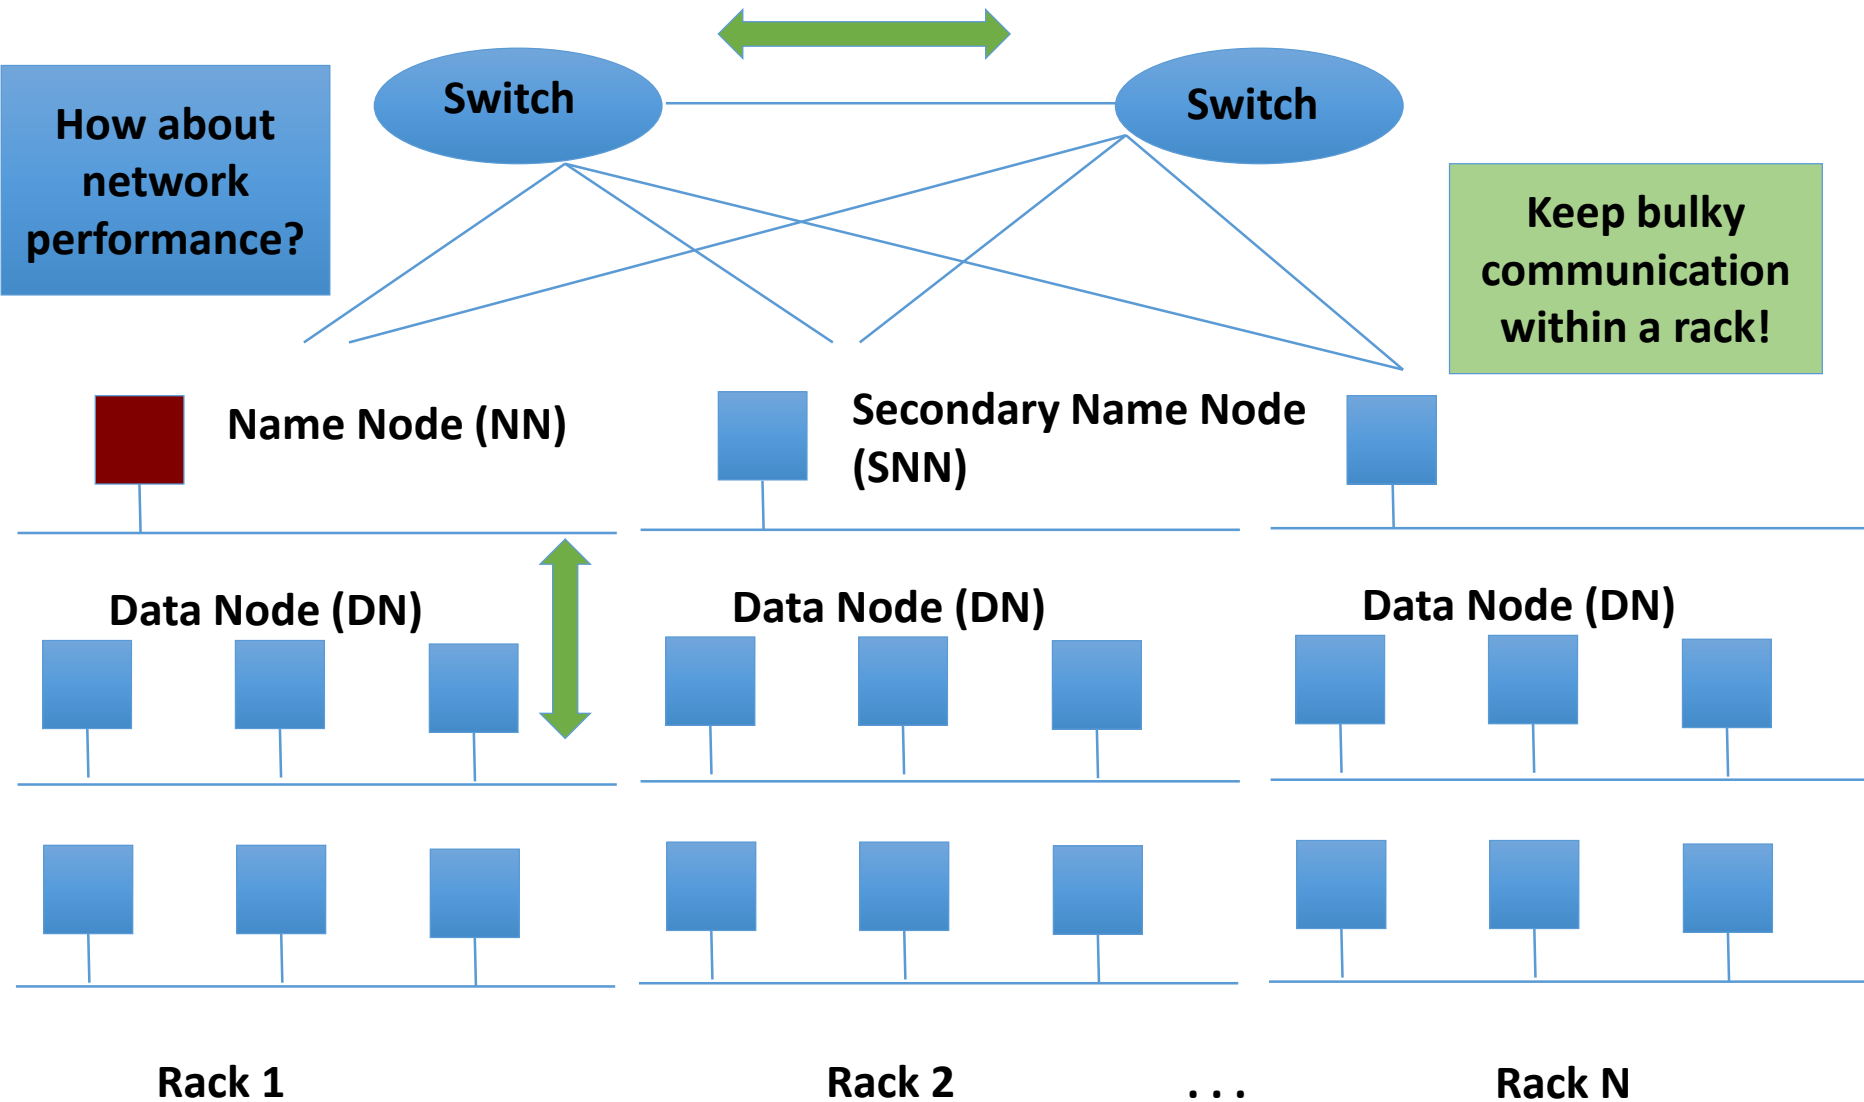 Switch
Switch
How about
network
performance?
Keep bulky
communication
within a rack!
Name Node (NN)
Secondary Name Node
(SNN)
Data Node (DN)
Data Node (DN)
Data Node (DN)
Rack 1
Rack 2
. . .
Rack N